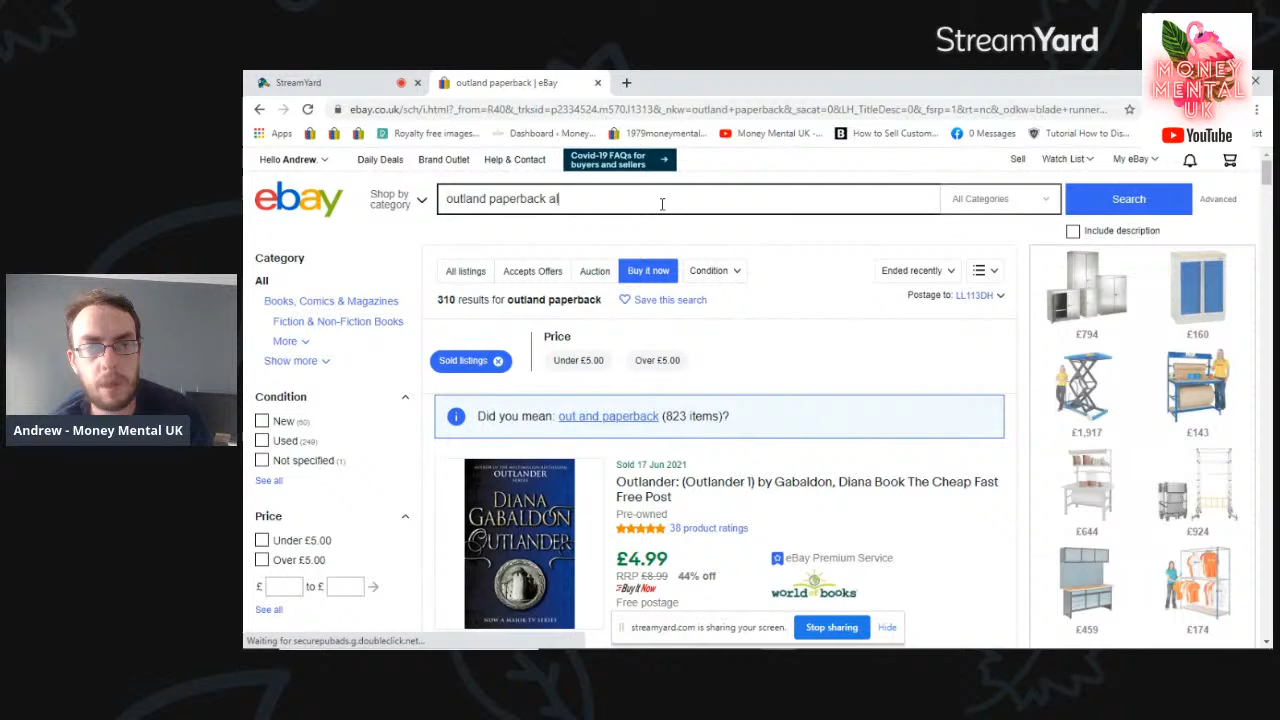 StreamYard
MONEY
MENTAL
UK
YouTube
StreamYard
outland paperback | eBay
ebay.co.uk/sch/i.html?_from=R40&_trksid=p2334524.m570.l1313&_nkw=outland+paperback&_sacat=0&LH_TitleDesc=0&_fsrp=1&rt=nc&_odkw=blade+runner...
Apps
Royalty free images...
Dashboard - Money...
1979moneymental...
Money Mental UK -...
How to Sell Custom...
0 Messages
Tutorial How to Dis...
Hello Andrew.
Daily Deals
Brand Outlet
Help & Contact
Covid-19 FAQs for
buyers and sellers
Sell
Watch List
My eBay
ebay
Shop by
category
outland paperback al
All Categories
Search
Advanced
Include description
Category
All
Books, Comics & Magazines
Fiction & Non-Fiction Books
More
Show more
Condition
New (60)
Used (249)
Not specified (1)
See all
Price
Under £5.00
Over £5.00
£ to £
See all
All listings
Accepts Offers
Auction
Buy it now
Condition
Ended recently
310 results for outland paperback
Save this search
Postage to: LL113DH
Sold listings
Price
Under £5.00
Over £5.00
Did you mean: out and paperback (823 items)?
OUTLANDER
DIANA
GABALDON
OUTLANDER
NOW A MAJOR TV SERIES
Sold 17 Jun 2021
Outlander: (Outlander 1) by Gabaldon, Diana Book The Cheap Fast
Free Post
Pre-owned
38 product ratings
£4.99
RRP £8.99 44% off
Buy It Now
Free postage
eBay Premium Service
world of books
£794
£160
£1,917
£143
£644
£924
£459
£174
streamyard.com is sharing your screen.
Stop sharing
Hide
Waiting for securepubads.g.doubleclick.net...
Andrew - Money Mental UK